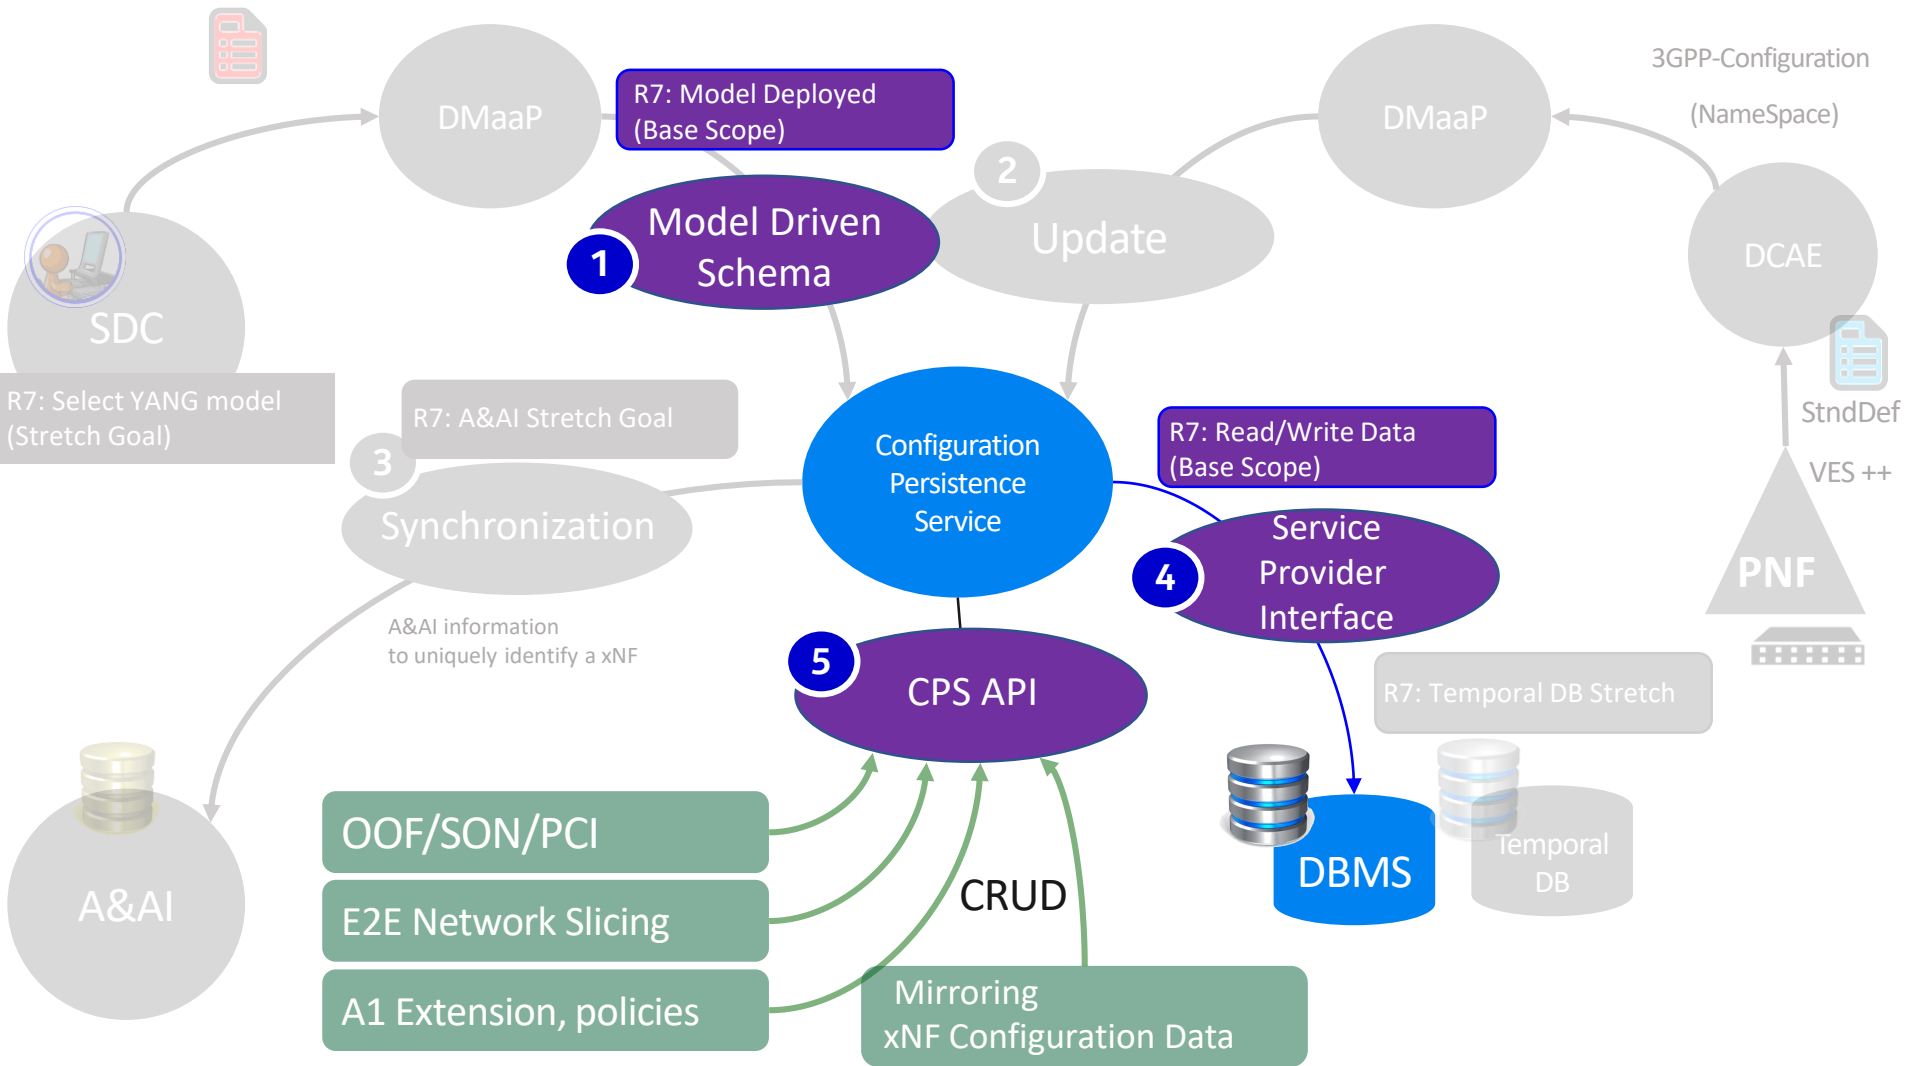 3GPP-Configuration
(NameSpace)
DMaaP
R7: Model Deployed
(Base Scope)
DMaaP
2
Model Driven
Schema
1
Update
DCAE
SDC
R7: Select YANG model
(Stretch Goal)
R7: A&AI Stretch Goal
3
Synchronization
Configuration
Persistence
Service
R7: Read/Write Data
(Base Scope)
StndDef
VES ++
PNF
4
Service
Provider
Interface
A&AI information
to uniquely identify a xNF
5
CPS API
R7: Temporal DB Stretch
DBMS
Temporal
DB
A&AI
OOF/SON/PCI
E2E Network Slicing
A1 Extension, policies
CRUD
Mirroring
xNF Configuration Data